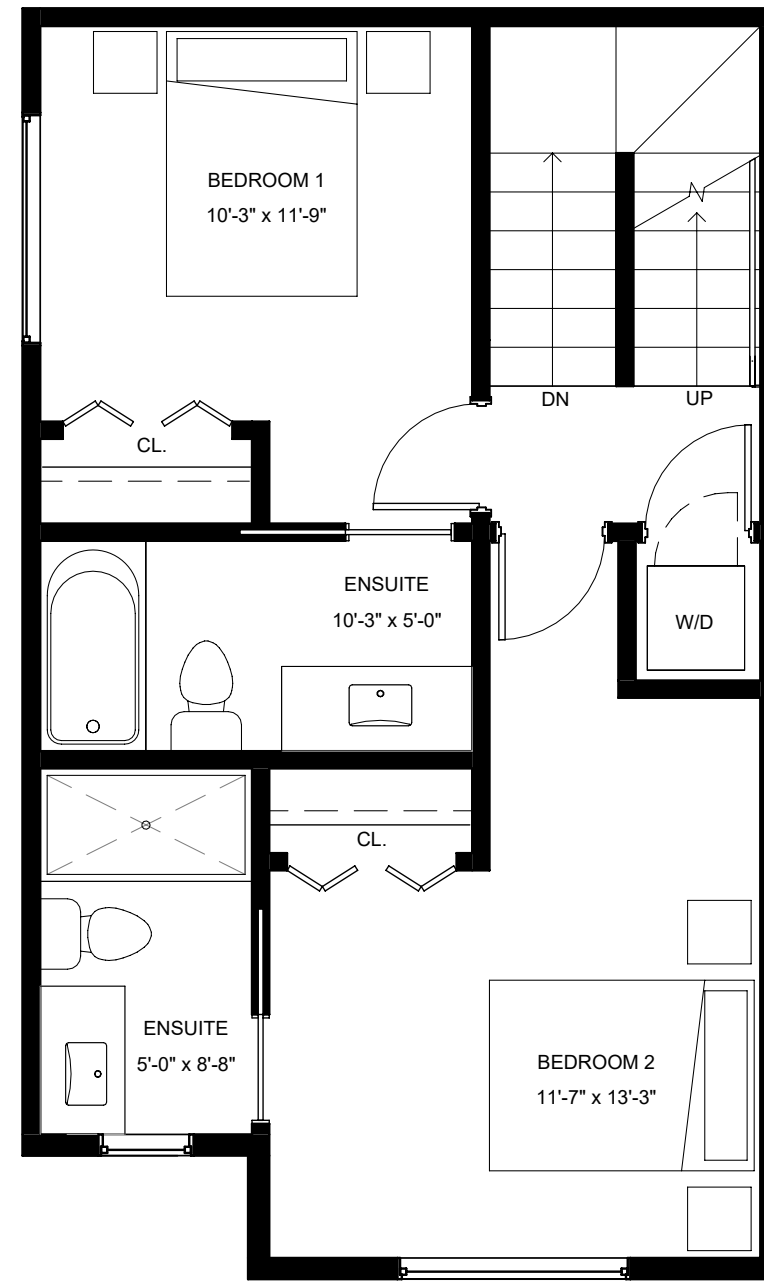 BEDROOM 1
10'-3" x 11'-9"
DN
UP
CL.
ENSUITE
10'-3" x 5'-0"
W/D
CL.
ENSUITE
5'-0" x 8'-8"
BEDROOM 2
11'-7" x 13'-3"